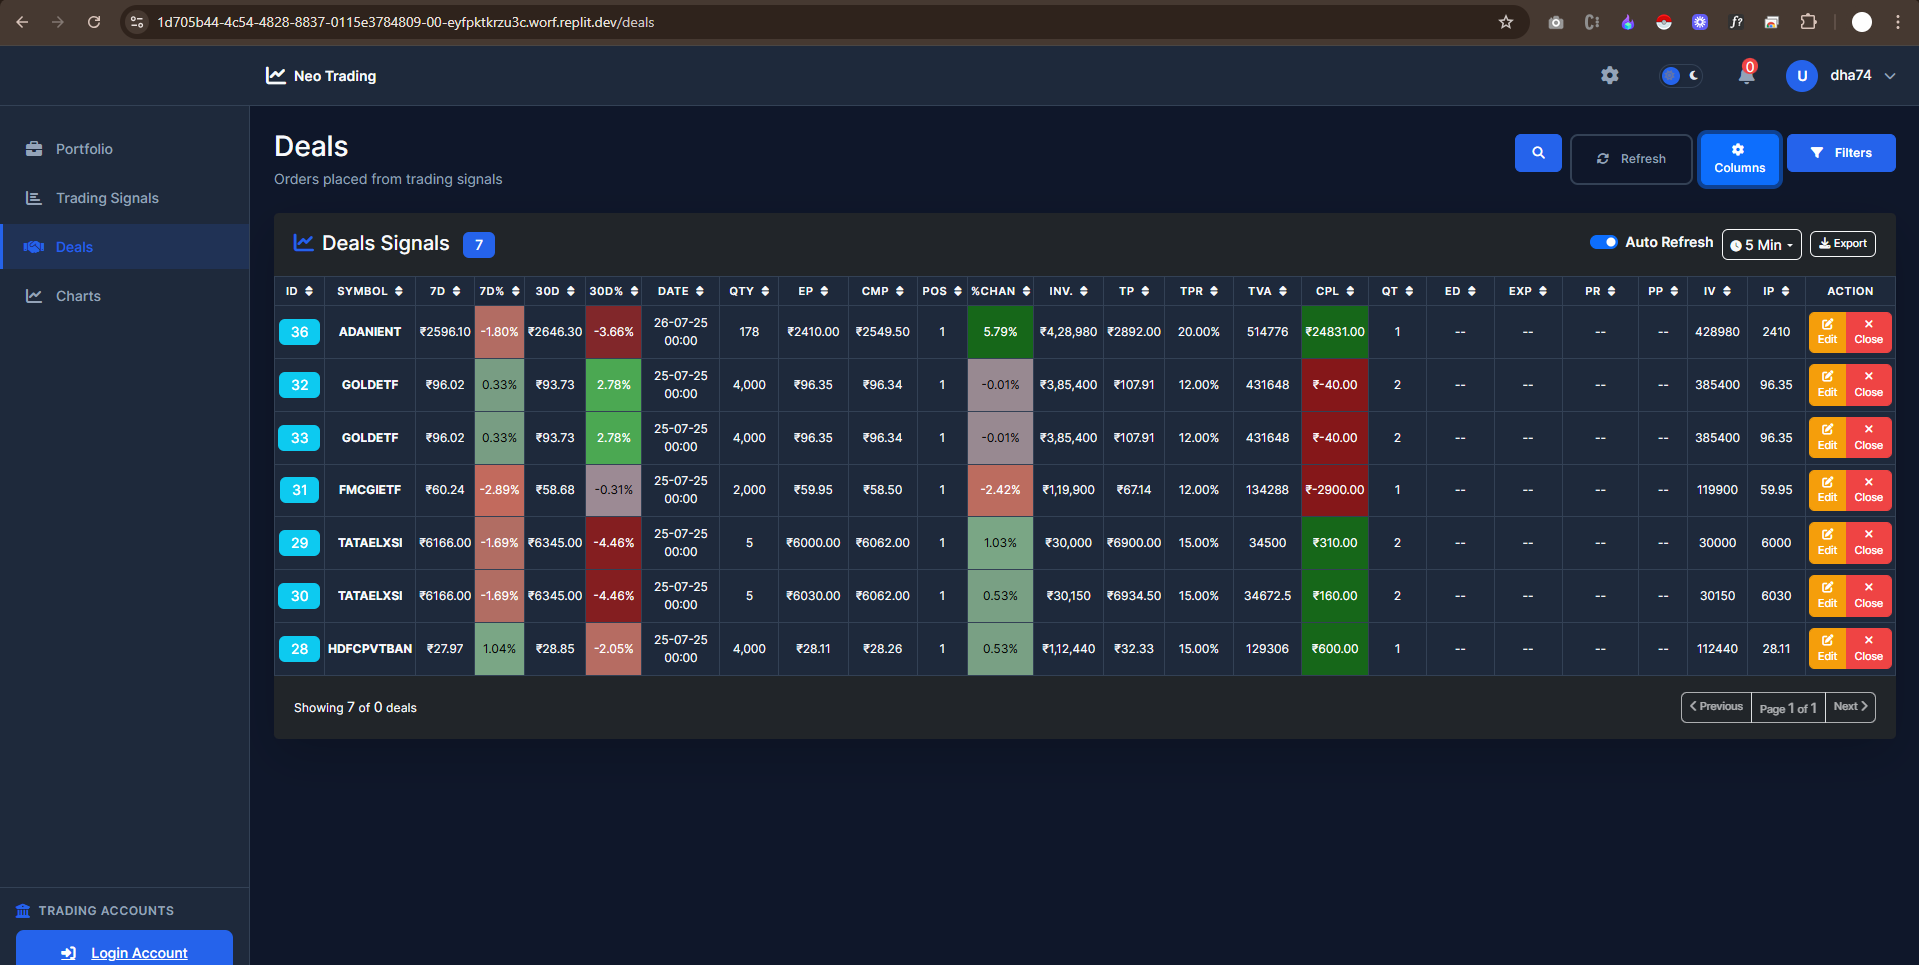 1d705b44-4c54-4828-8837-0115e3784809-00-eyfpktkrzu3c.worf.replit.dev/deals
Neo Trading
0
U dha74
Portfolio
Trading Signals
Deals
Charts
Deals
Orders placed from trading signals
Refresh
Columns
Filters
Deals Signals 7
Auto Refresh 5 Min Export
ID SYMBOL 7D 7D% 30D 30D% DATE QTY EP CMP POS %CHAN INV. TP TPR TVA CPL QT ED EXP PR PP IV IP ACTION
36 ADANIENT ₹2596.10 -1.80% ₹2646.30 -3.66% 26-07-25 00:00 178 ₹2410.00 ₹2549.50 1 5.79% ₹4,28,980 ₹2892.00 20.00% 514776 ₹24831.00 1 -- -- -- -- 428980 2410 Edit Close
32 GOLDETF ₹96.02 0.33% ₹93.73 2.78% 25-07-25 00:00 4,000 ₹96.35 ₹96.34 1 -0.01% ₹3,85,400 ₹107.91 12.00% 431648 ₹-40.00 2 -- -- -- -- 385400 96.35 Edit Close
33 GOLDETF ₹96.02 0.33% ₹93.73 2.78% 25-07-25 00:00 4,000 ₹96.35 ₹96.34 1 -0.01% ₹3,85,400 ₹107.91 12.00% 431648 ₹-40.00 2 -- -- -- -- 385400 96.35 Edit Close
31 FMCGIETF ₹60.24 -2.89% ₹58.68 -0.31% 25-07-25 00:00 2,000 ₹59.95 ₹58.50 1 -2.42% ₹1,19,900 ₹67.14 12.00% 134288 ₹-2900.00 1 -- -- -- -- 119900 59.95 Edit Close
29 TATAELXSI ₹6166.00 -1.69% ₹6345.00 -4.46% 25-07-25 00:00 5 ₹6000.00 ₹6062.00 1 1.03% ₹30,000 ₹6900.00 15.00% 34500 ₹310.00 2 -- -- -- -- 30000 6000 Edit Close
30 TATAELXSI ₹6166.00 -1.69% ₹6345.00 -4.46% 25-07-25 00:00 5 ₹6030.00 ₹6062.00 1 0.53% ₹30,150 ₹6934.50 15.00% 34672.5 ₹160.00 2 -- -- -- -- 30150 6030 Edit Close
28 HDFCPVTBAN ₹27.97 1.04% ₹28.85 -2.05% 25-07-25 00:00 4,000 ₹28.11 ₹28.26 1 0.53% ₹1,12,440 ₹32.33 15.00% 129306 ₹600.00 1 -- -- -- -- 112440 28.11 Edit Close
Showing 7 of 0 deals
Previous Page 1 of 1 Next
TRADING ACCOUNTS
Login Account